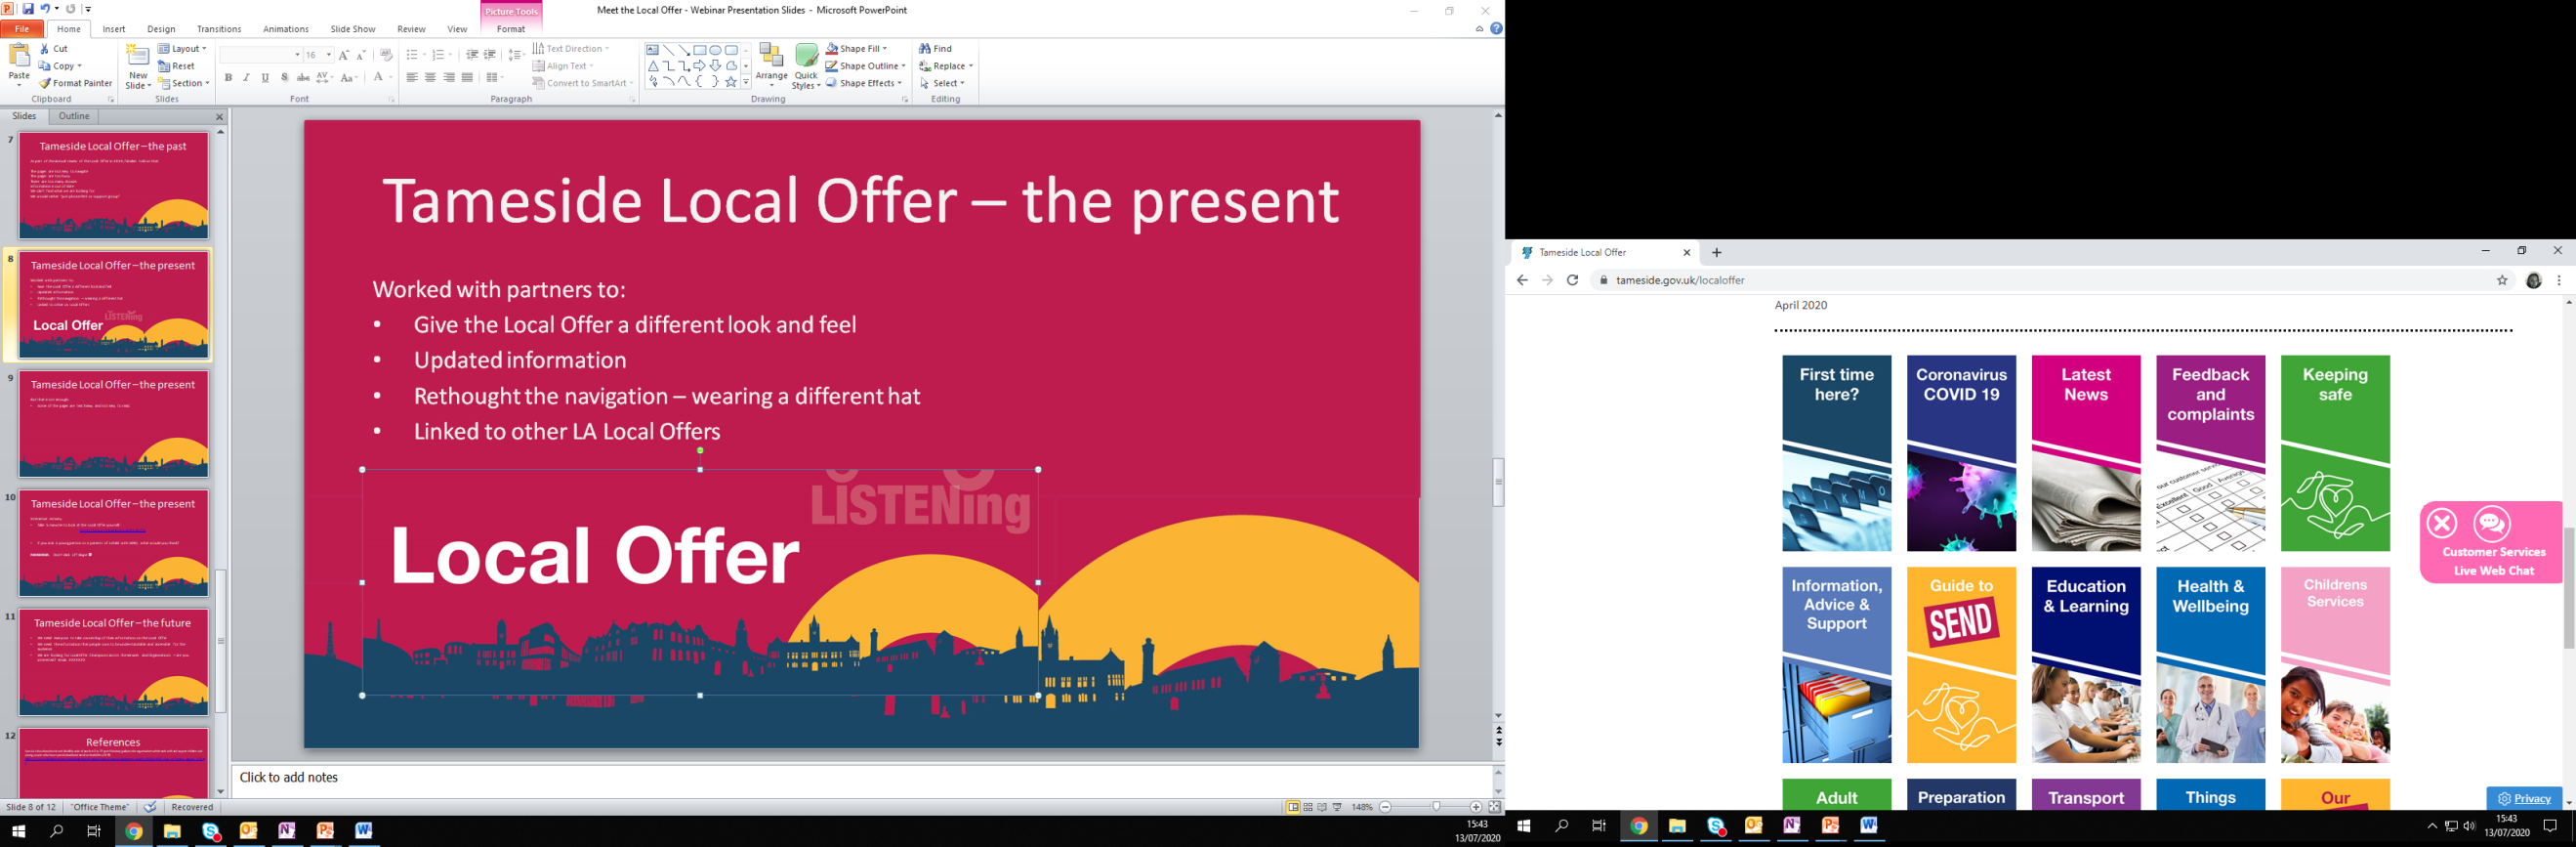 Meet the Local Offer - Webinar Presentation Slides - Microsoft PowerPoint
Picture Tools
File Home Insert Design Transitions Animations Slide Show Review View Format
Paste
Cut
Copy
Format Painter
Clipboard
New Slide
Layout
Reset
Section
Slides
16
Font
Text Direction
Align Text
Convert to SmartArt
Paragraph
Arrange
Quick Styles
Shape Fill
Shape Outline
Shape Effects
Drawing
Find
Replace
Select
Editing
Slides Outline
7
Tameside Local Offer – the past
8
Tameside Local Offer – the present
LiSTENing
Local Offer
9
Tameside Local Offer – the present
10
Tameside Local Offer – the present
11
Tameside Local Offer – the future
12
References
Tameside Local Offer – the present
Worked with partners to:
• Give the Local Offer a different look and feel
• Updated information
• Rethought the navigation – wearing a different hat
• Linked to other LA Local Offers
LiSTENing
Local Offer
Click to add notes
Slide 8 of 12 "Office Theme" Recovered 148%
15:43
13/07/2020
Tameside Local Offer
tameside.gov.uk/localoffer
April 2020
First time
here?
Coronavirus
COVID 19
Latest
News
Feedback
and
complaints
Keeping
safe
Information,
Advice &
Support
Guide to
SEND
Education
& Learning
Health &
Wellbeing
Childrens
Services
Adult
Preparation
Transport
Things
Our
Customer Services
Live Web Chat
Privacy
15:43
13/07/2020